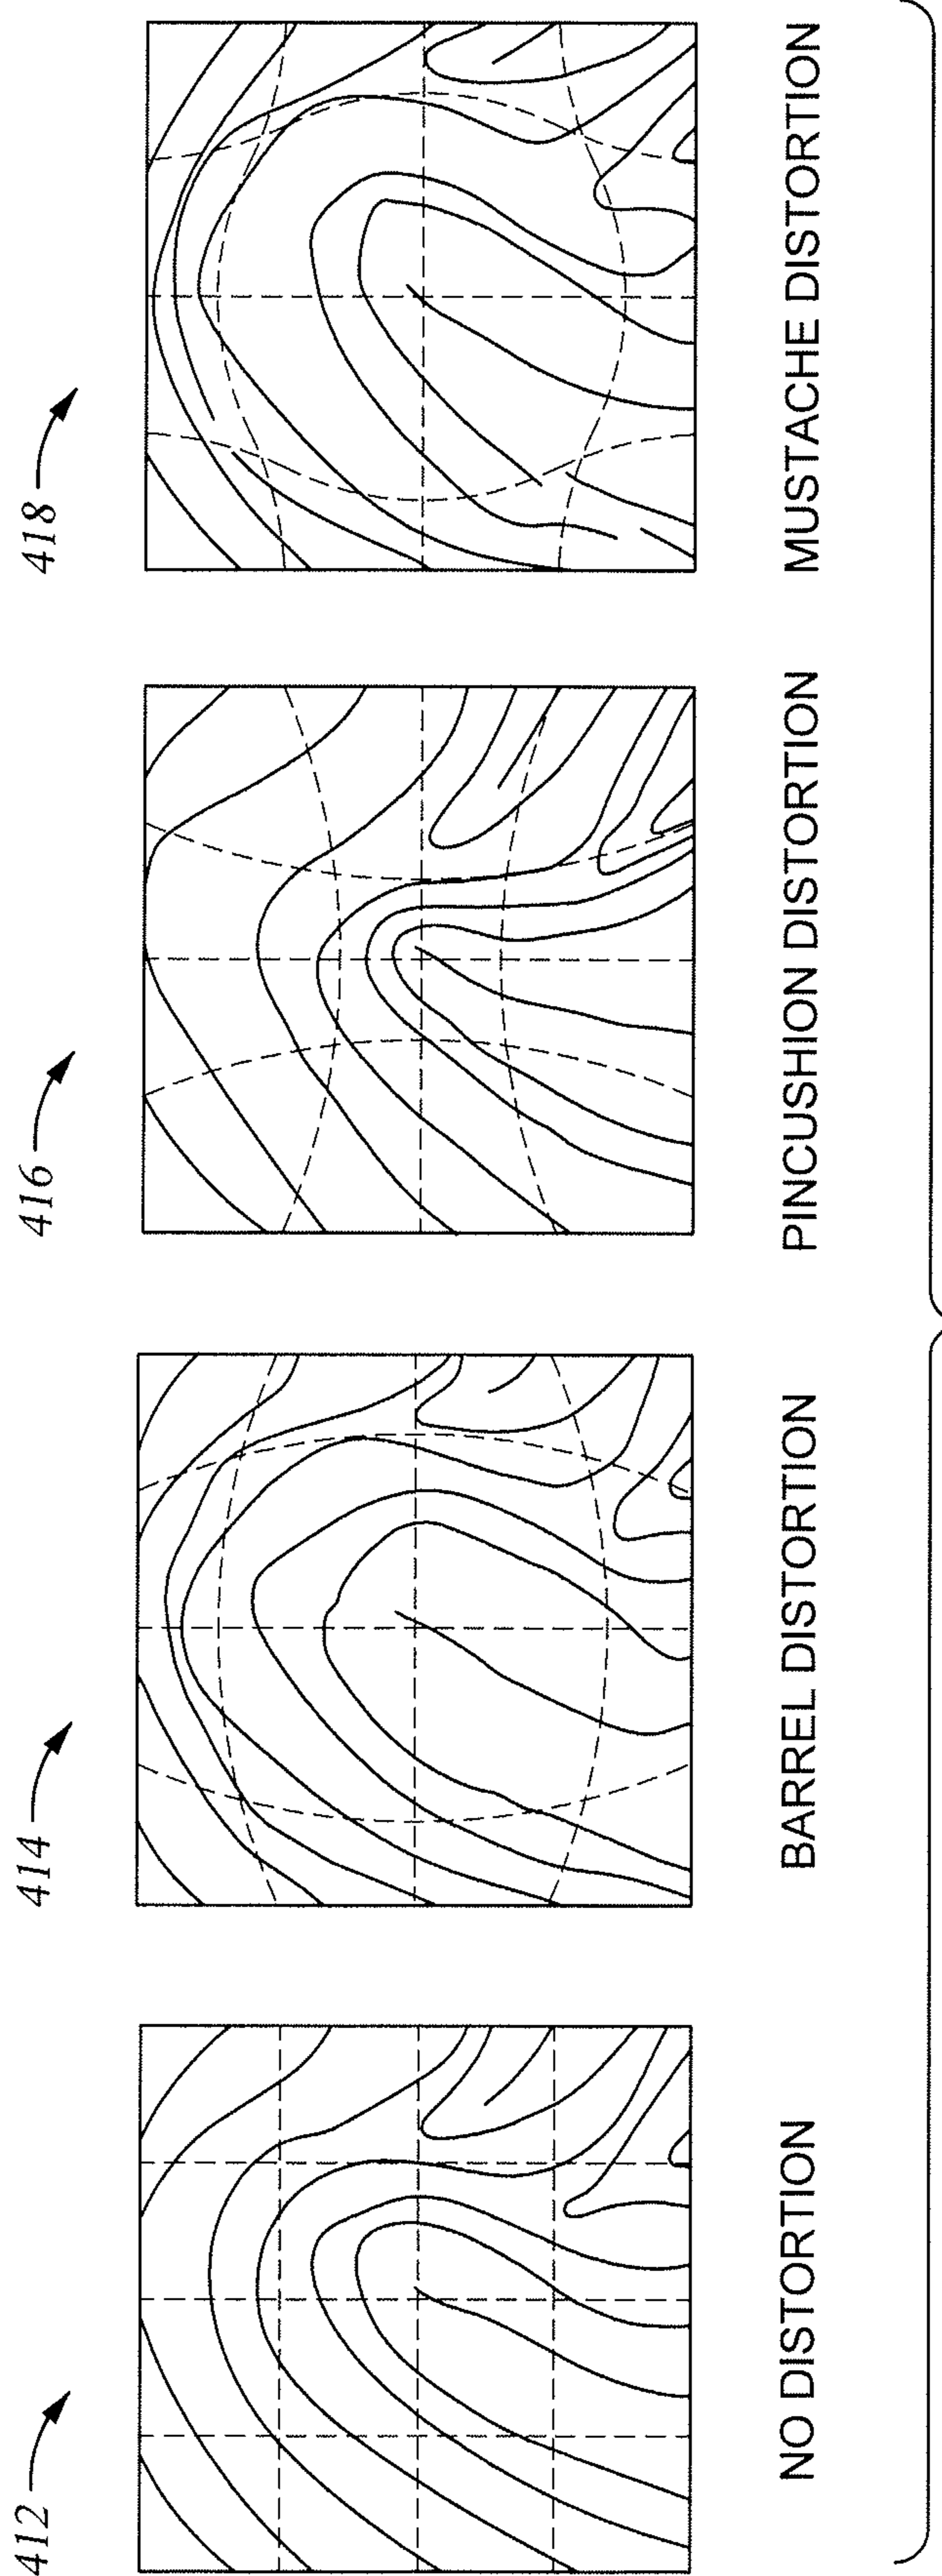 412
414
416
418
NO DISTORTION
BARREL DISTORTION
PINCUSHION DISTORTION
MUSTACHE DISTORTION